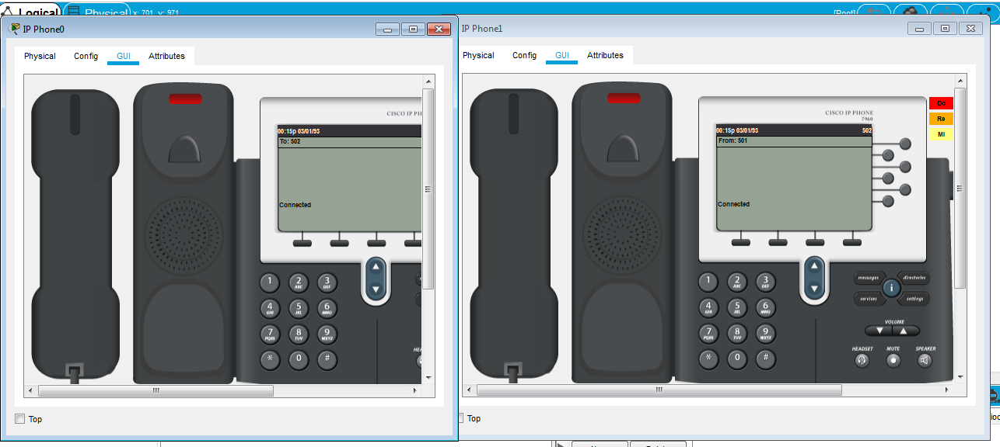 Logical Physical x: 701 y: 971 [Root]
IP Phone0
Physical Config GUI Attributes
CISCO IP PH
00:15p 03/01/93
To: 502
Connected
1 2 ABC 3 DEF
4 GHI 5 JKL 6 MNO
7 PQRS 8 TUV 9 WXYZ
* 0 #
HEA
Top
IP Phone1
Physical Config GUI Attributes
CISCO IP PHONE
7960
Do
Re
MI
00:15p 03/01/93 502
From: 501
Connected
1 2 ABC 3 DEF
4 GHI 5 JKL 6 MNO
7 PQRS 8 TUV 9 WXYZ
* 0 #
messages directories
i
services settings
VOLUME
HEADSET MUTE SPEAKER
Top